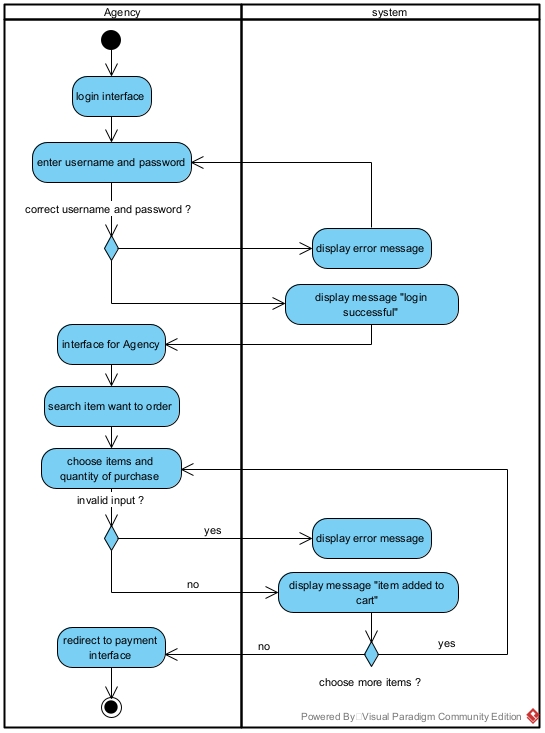 Agency
system
login interface
enter username and password
correct username and password ?
display error message
display message "login
successful"
interface for Agency
search item want to order
choose items and
quantity of purchase
invalid input ?
yes
display error message
no
display message "item added to
cart"
redirect to payment
interface
no
yes
choose more items ?
Powered By Visual Paradigm Community Edition